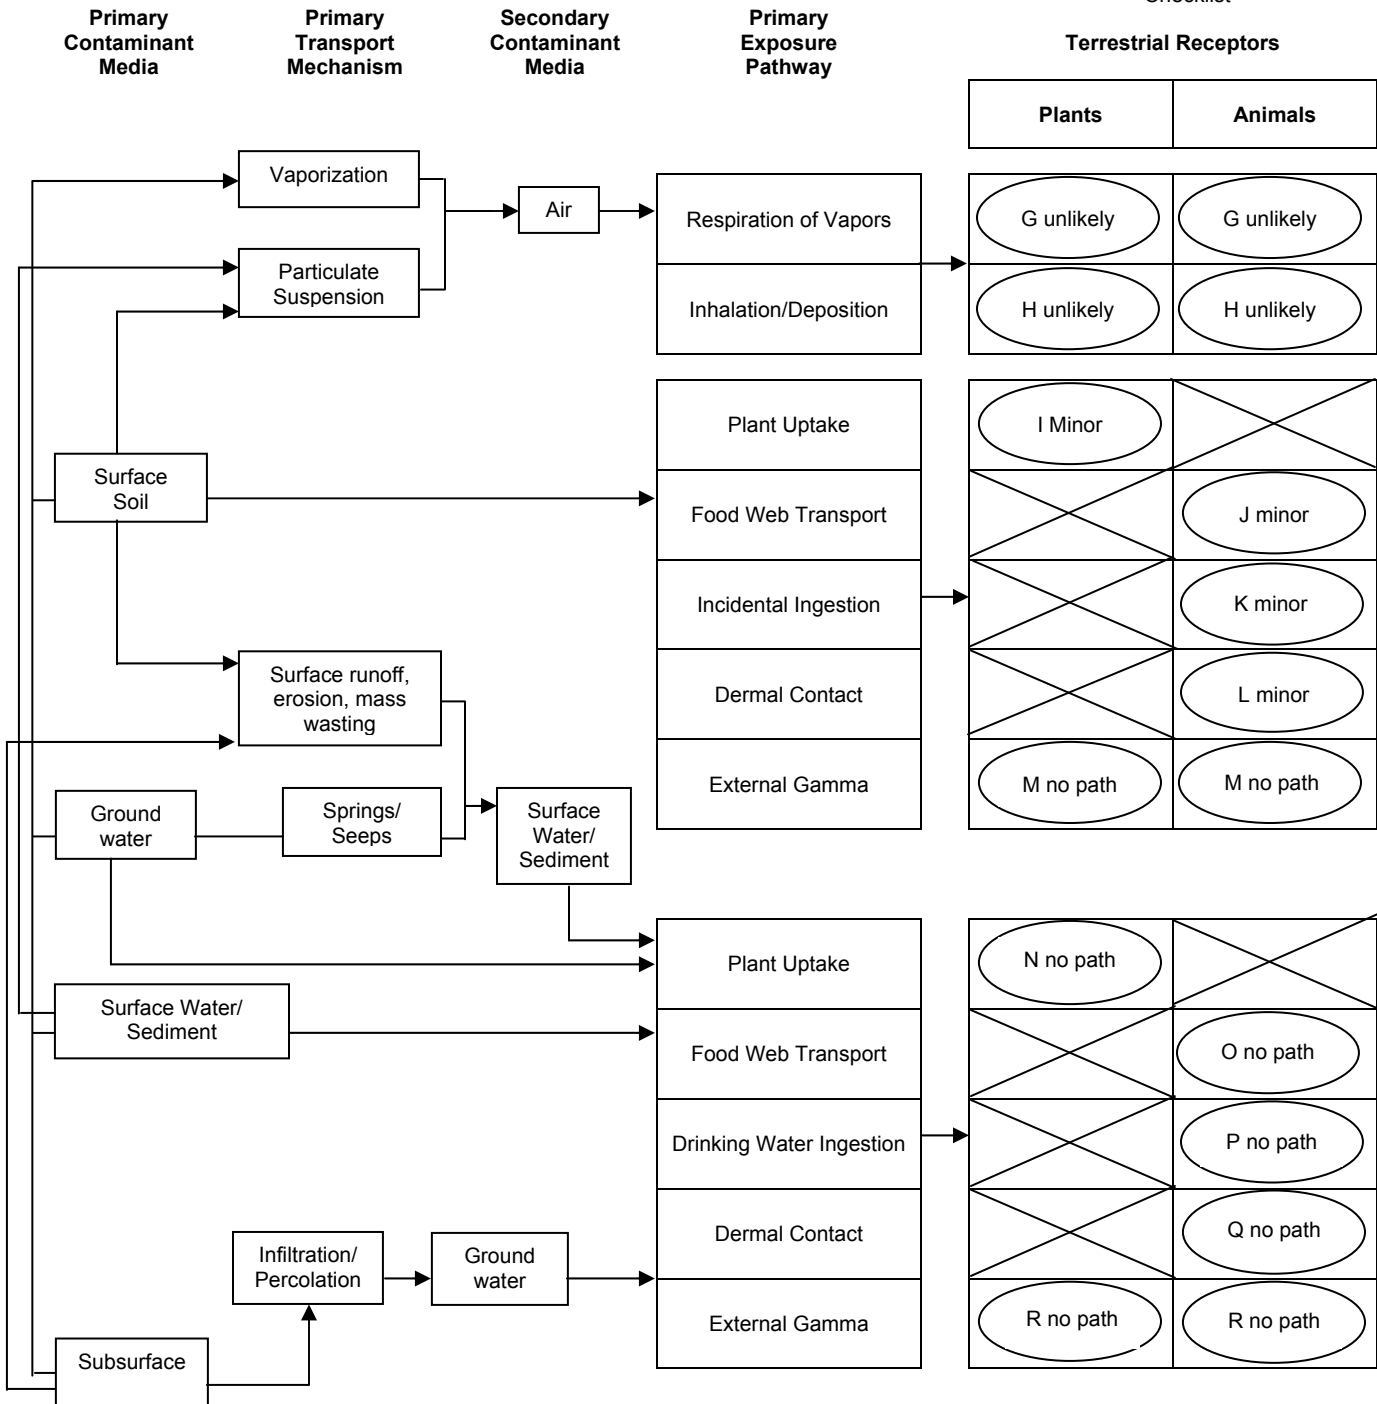 Checklist
Primary
Contaminant
Media
Primary
Transport
Mechanism
Secondary
Contaminant
Media
Primary
Exposure
Pathway
Terrestrial Receptors
Plants
Animals
Vaporization
Air
Respiration of Vapors
G unlikely
G unlikely
Particulate
Suspension
Inhalation/Deposition
H unlikely
H unlikely
Plant Uptake
I Minor
Surface
Soil
Food Web Transport
J minor
Incidental Ingestion
K minor
Surface runoff,
erosion, mass
wasting
Dermal Contact
L minor
External Gamma
M no path
M no path
Ground
water
Springs/
Seeps
Surface
Water/
Sediment
Plant Uptake
N no path
Surface Water/
Sediment
Food Web Transport
O no path
Drinking Water Ingestion
P no path
Infiltration/
Percolation
Ground
water
Dermal Contact
Q no path
External Gamma
R no path
R no path
Subsurface